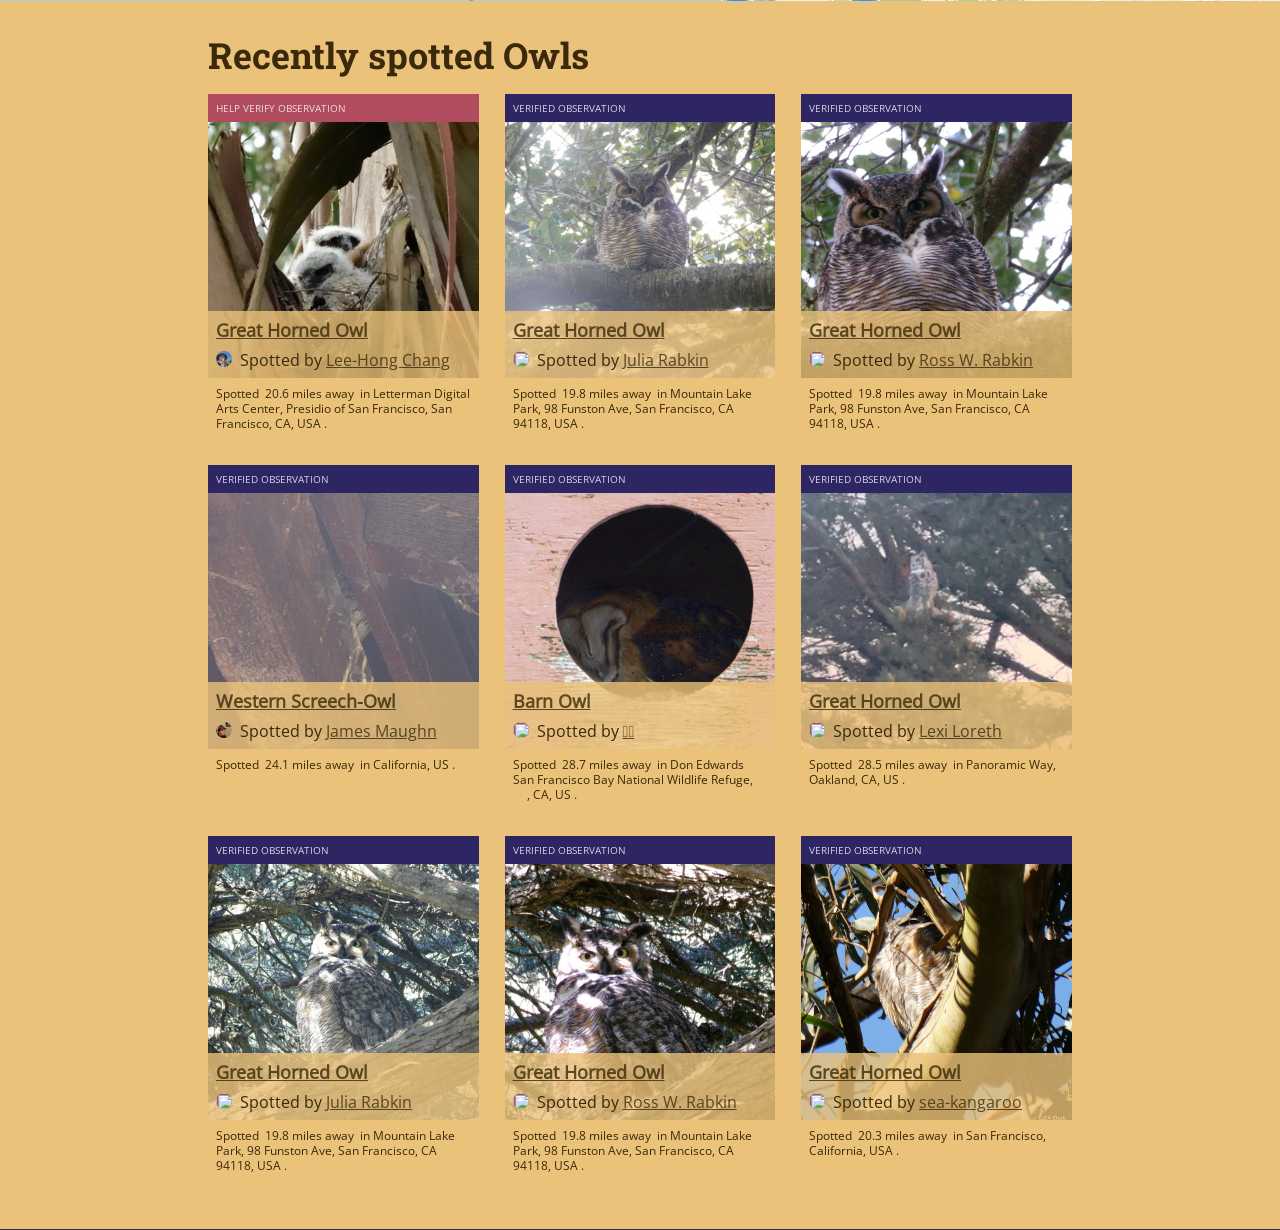 Recently spotted Owls
HELP VERIFY OBSERVATION
Great Horned Owl
Spotted by Lee-Hong Chang
Spotted 20.6 miles away in Letterman Digital
Arts Center, Presidio of San Francisco, San
Francisco, CA, USA .
VERIFIED OBSERVATION
Great Horned Owl
Spotted by Julia Rabkin
Spotted 19.8 miles away in Mountain Lake
Park, 98 Funston Ave, San Francisco, CA
94118, USA .
VERIFIED OBSERVATION
Great Horned Owl
Spotted by Ross W. Rabkin
Spotted 19.8 miles away in Mountain Lake
Park, 98 Funston Ave, San Francisco, CA
94118, USA .
VERIFIED OBSERVATION
Western Screech-Owl
Spotted by James Maughn
Spotted 24.1 miles away in California, US .
VERIFIED OBSERVATION
Barn Owl
Spotted by
Spotted 28.7 miles away in Don Edwards
San Francisco Bay National Wildlife Refuge,
, CA, US .
VERIFIED OBSERVATION
Great Horned Owl
Spotted by Lexi Loreth
Spotted 28.5 miles away in Panoramic Way,
Oakland, CA, US .
VERIFIED OBSERVATION
Great Horned Owl
Spotted by Julia Rabkin
Spotted 19.8 miles away in Mountain Lake
Park, 98 Funston Ave, San Francisco, CA
94118, USA .
VERIFIED OBSERVATION
Great Horned Owl
Spotted by Ross W. Rabkin
Spotted 19.8 miles away in Mountain Lake
Park, 98 Funston Ave, San Francisco, CA
94118, USA .
VERIFIED OBSERVATION
Great Horned Owl
Spotted by sea-kangaroo
Spotted 20.3 miles away in San Francisco,
California, USA .